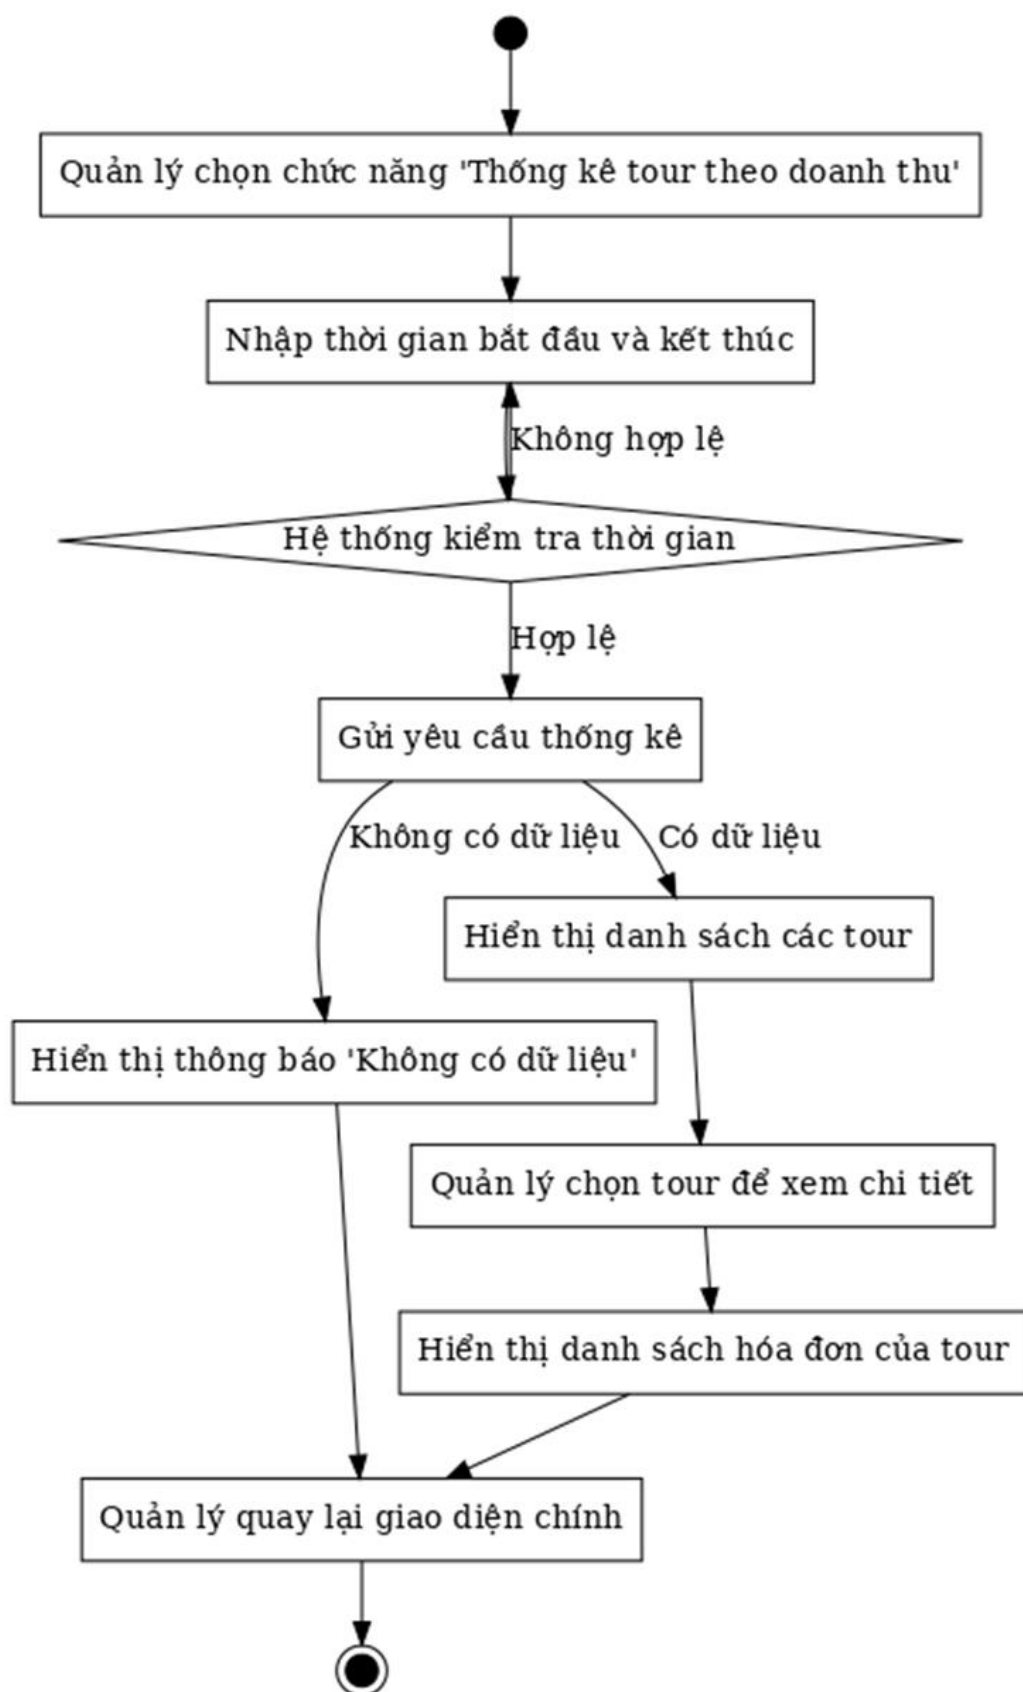 Quản lý chọn chức năng 'Thống kê tour theo doanh thu'
Nhập thời gian bắt đầu và kết thúc
Không hợp lệ
Hệ thống kiểm tra thời gian
Hợp lệ
Gửi yêu cầu thống kê
Không có dữ liệu
Có dữ liệu
Hiển thị danh sách các tour
Hiển thị thông báo 'Không có dữ liệu'
Quản lý chọn tour để xem chi tiết
Hiển thị danh sách hóa đơn của tour
Quản lý quay lại giao diện chính